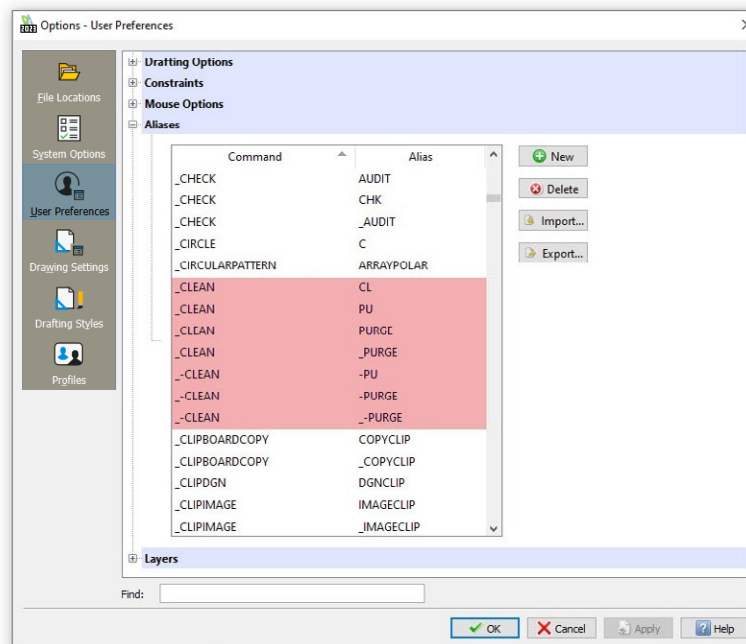 2023 Options - User Preferences
File Locations
System Options
User Preferences
Drawing Settings
Drafting Styles
Profiles
Drafting Options
Constraints
Mouse Options
Aliases
Command Alias
_CHECK AUDIT
_CHECK CHK
_CHECK _AUDIT
_CIRCLE C
_CIRCULARPATTERN ARRAYPOLAR
_CLEAN CL
_CLEAN PU
_CLEAN PURGE
_CLEAN _PURGE
_-CLEAN -PU
_-CLEAN -PURGE
_-CLEAN _-PURGE
_CLIPBOARDCOPY COPYCLIP
_CLIPBOARDCOPY _COPYCLIP
_CLIPDGN DGNCLIP
_CLIPIMAGE IMAGECLIP
_CLIPIMAGE _IMAGECLIP
New
Delete
Import...
Export...
Layers
Find:
OK Cancel Apply Help